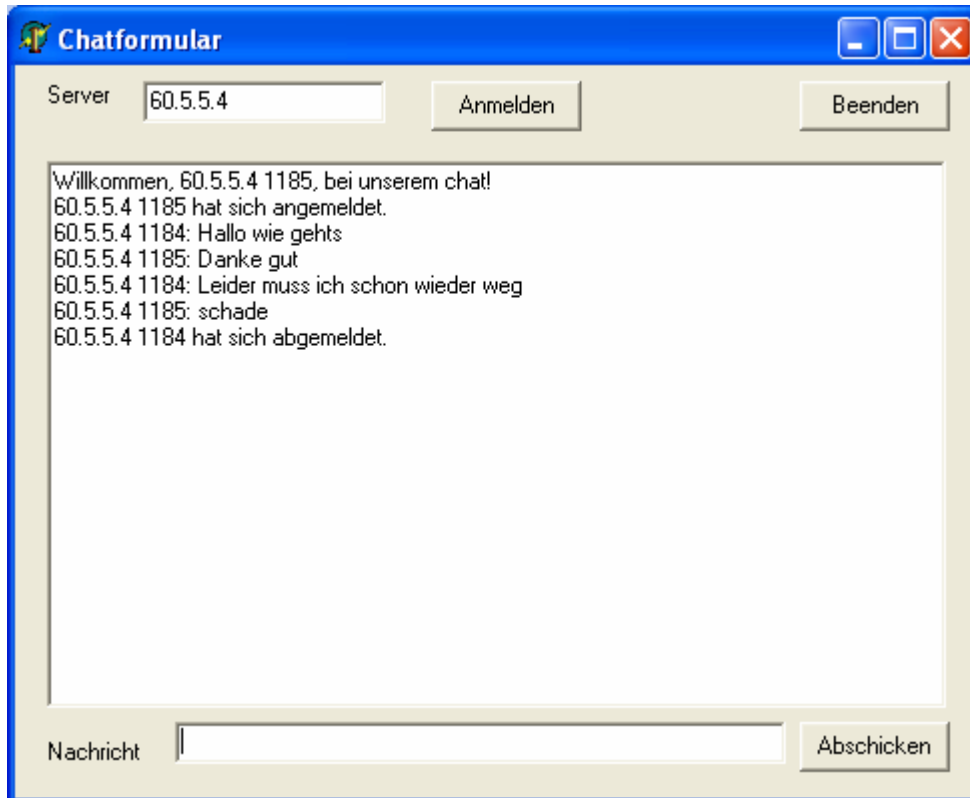 Chatformular
Server 60.5.5.4 Anmelden Beenden
Willkommen, 60.5.5.4 1185, bei unserem chat!
60.5.5.4 1185 hat sich angemeldet.
60.5.5.4 1184: Hallo wie gehts
60.5.5.4 1185: Danke gut
60.5.5.4 1184: Leider muss ich schon wieder weg
60.5.5.4 1185: schade
60.5.5.4 1184 hat sich abgemeldet.
Nachricht Abschicken